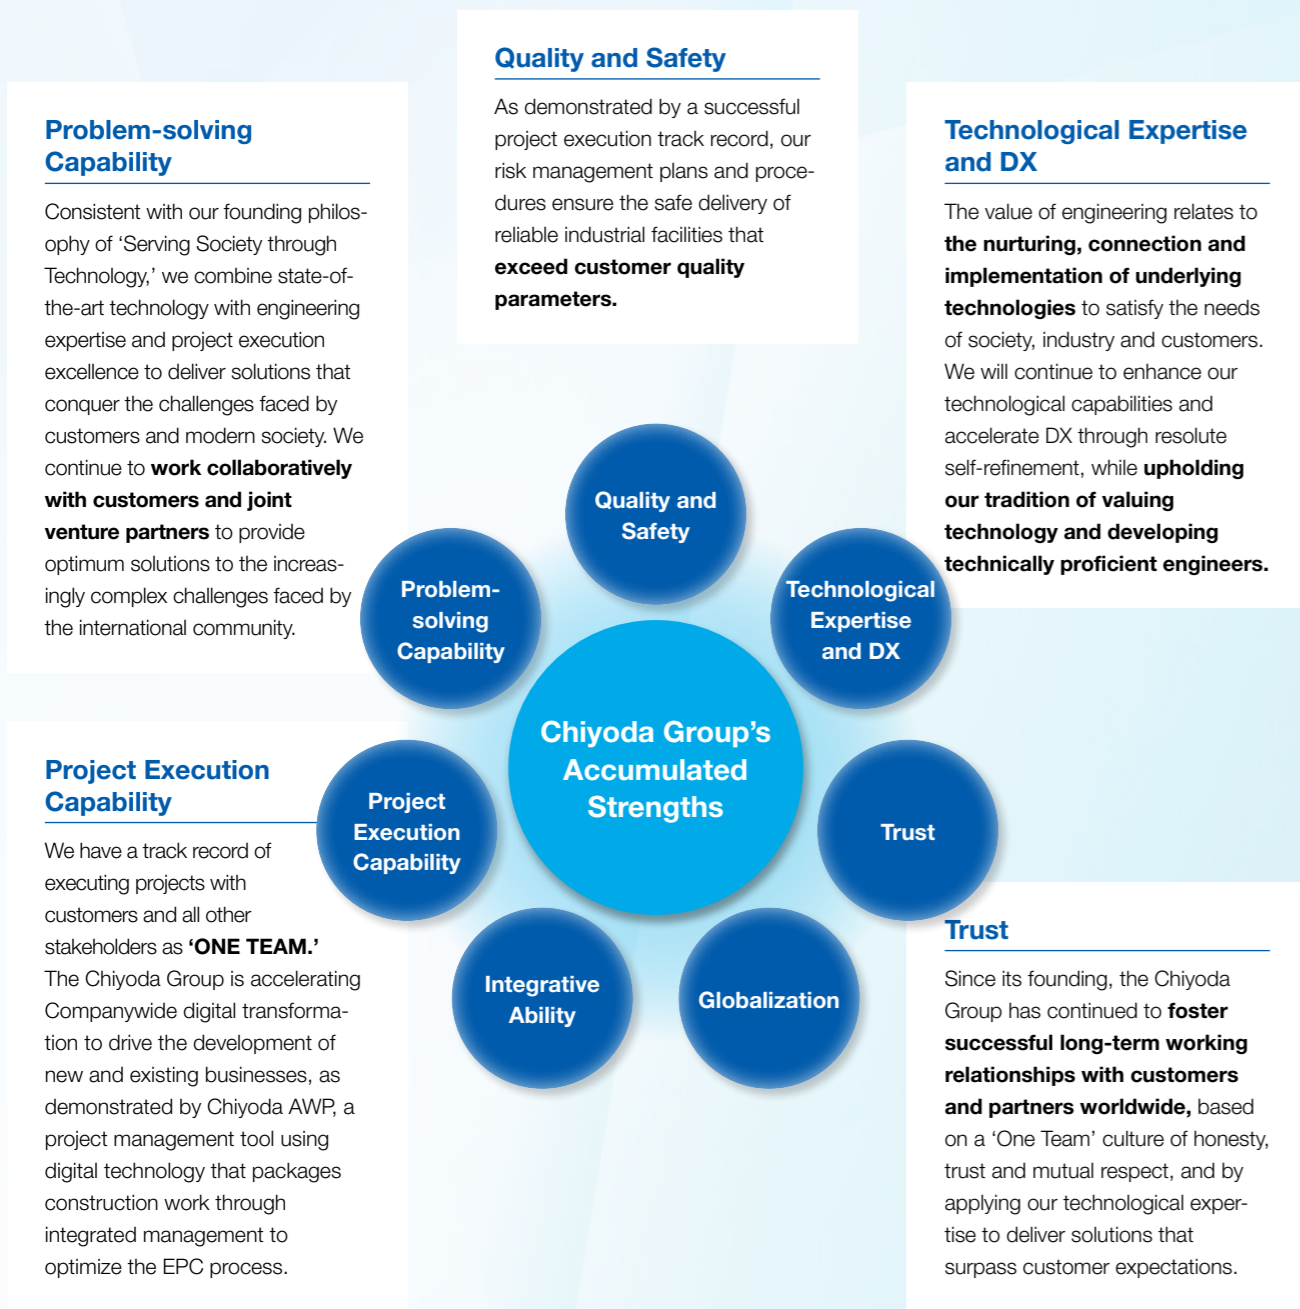 Quality and Safety
As demonstrated by a successful
project execution track record, our
risk management plans and proce-
dures ensure the safe delivery of
reliable industrial facilities that
exceed customer quality
parameters.
Problem-solving
Capability
Consistent with our founding philos-
ophy of ‘Serving Society through
Technology,’ we combine state-of-
the-art technology with engineering
expertise and project execution
excellence to deliver solutions that
conquer the challenges faced by
customers and modern society. We
continue to work collaboratively
with customers and joint
venture partners to provide
optimum solutions to the increas-
ingly complex challenges faced by
the international community.
Technological Expertise
and DX
The value of engineering relates to
the nurturing, connection and
implementation of underlying
technologies to satisfy the needs
of society, industry and customers.
We will continue to enhance our
technological capabilities and
accelerate DX through resolute
self-refinement, while upholding
our tradition of valuing
technology and developing
technically proficient engineers.
Quality and
Safety
Problem-
solving
Capability
Technological
Expertise
and DX
Chiyoda Group’s
Accumulated
Strengths
Project
Execution
Capability
Trust
Integrative
Ability
Globalization
Project Execution
Capability
We have a track record of
executing projects with
customers and all other
stakeholders as ‘ONE TEAM.’
The Chiyoda Group is accelerating
Companywide digital transforma-
tion to drive the development of
new and existing businesses, as
demonstrated by Chiyoda AWP, a
project management tool using
digital technology that packages
construction work through
integrated management to
optimize the EPC process.
Trust
Since its founding, the Chiyoda
Group has continued to foster
successful long-term working
relationships with customers
and partners worldwide, based
on a ‘One Team’ culture of honesty,
trust and mutual respect, and by
applying our technological exper-
tise to deliver solutions that
surpass customer expectations.